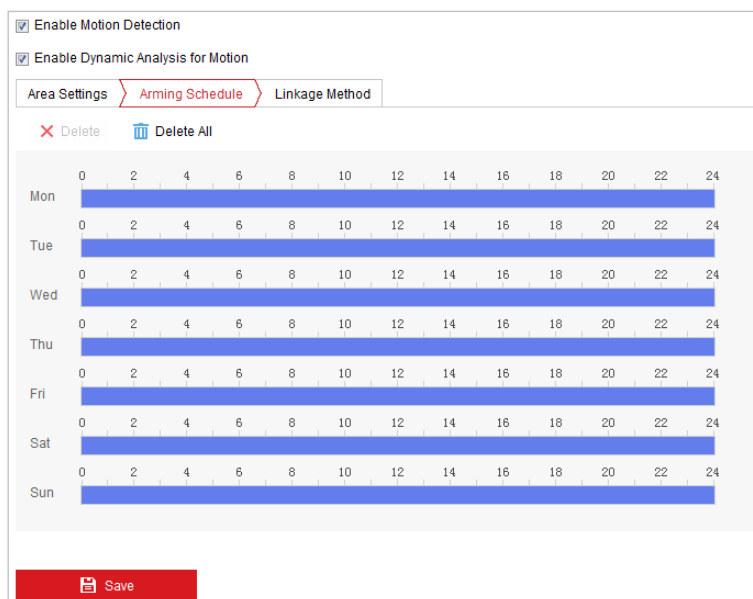 Enable Motion Detection
Enable Dynamic Analysis for Motion
Area Settings Arming Schedule Linkage Method
Delete Delete All
0 2 4 6 8 10 12 14 16 18 20 22 24
Mon
0 2 4 6 8 10 12 14 16 18 20 22 24
Tue
0 2 4 6 8 10 12 14 16 18 20 22 24
Wed
0 2 4 6 8 10 12 14 16 18 20 22 24
Thu
0 2 4 6 8 10 12 14 16 18 20 22 24
Fri
0 2 4 6 8 10 12 14 16 18 20 22 24
Sat
0 2 4 6 8 10 12 14 16 18 20 22 24
Sun
Save